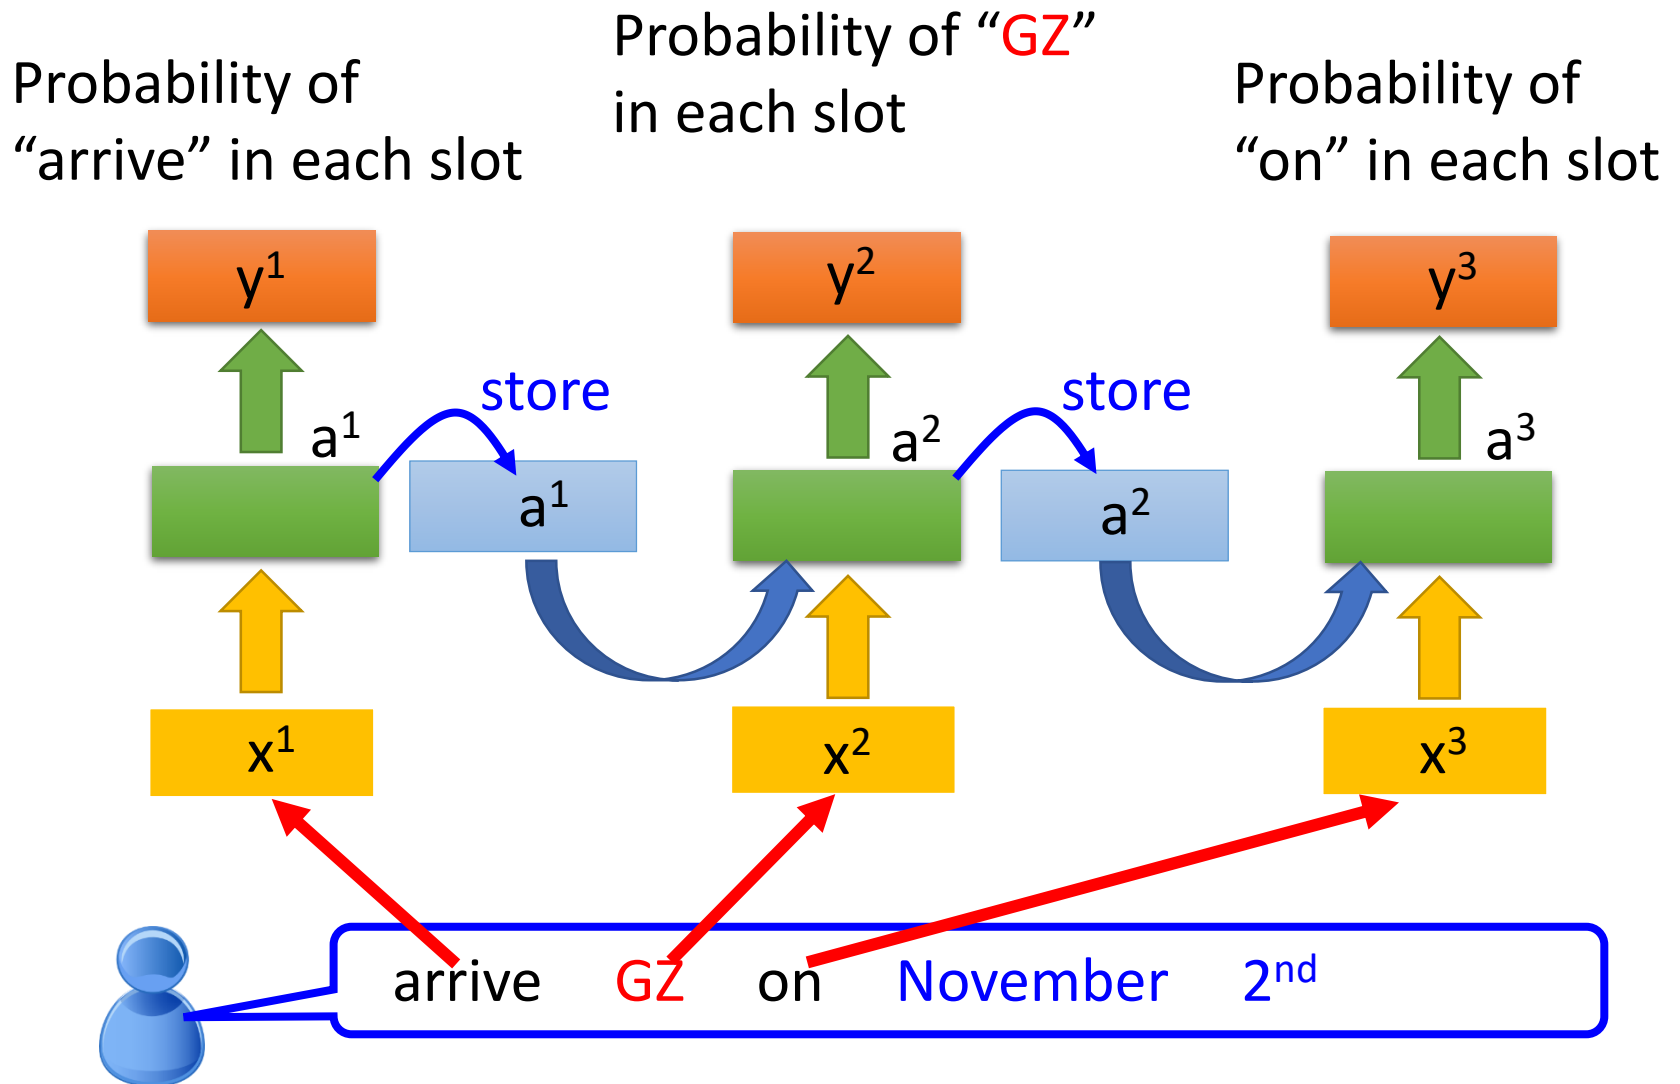 Probability of
“arrive” in each slot
Probability of “GZ”
in each slot
Probability of
“on” in each slot
y¹
y²
y³
store
store
a¹
a²
a³
a¹
a²
x¹
x²
x³
arrive GZ on November 2ⁿᵈ